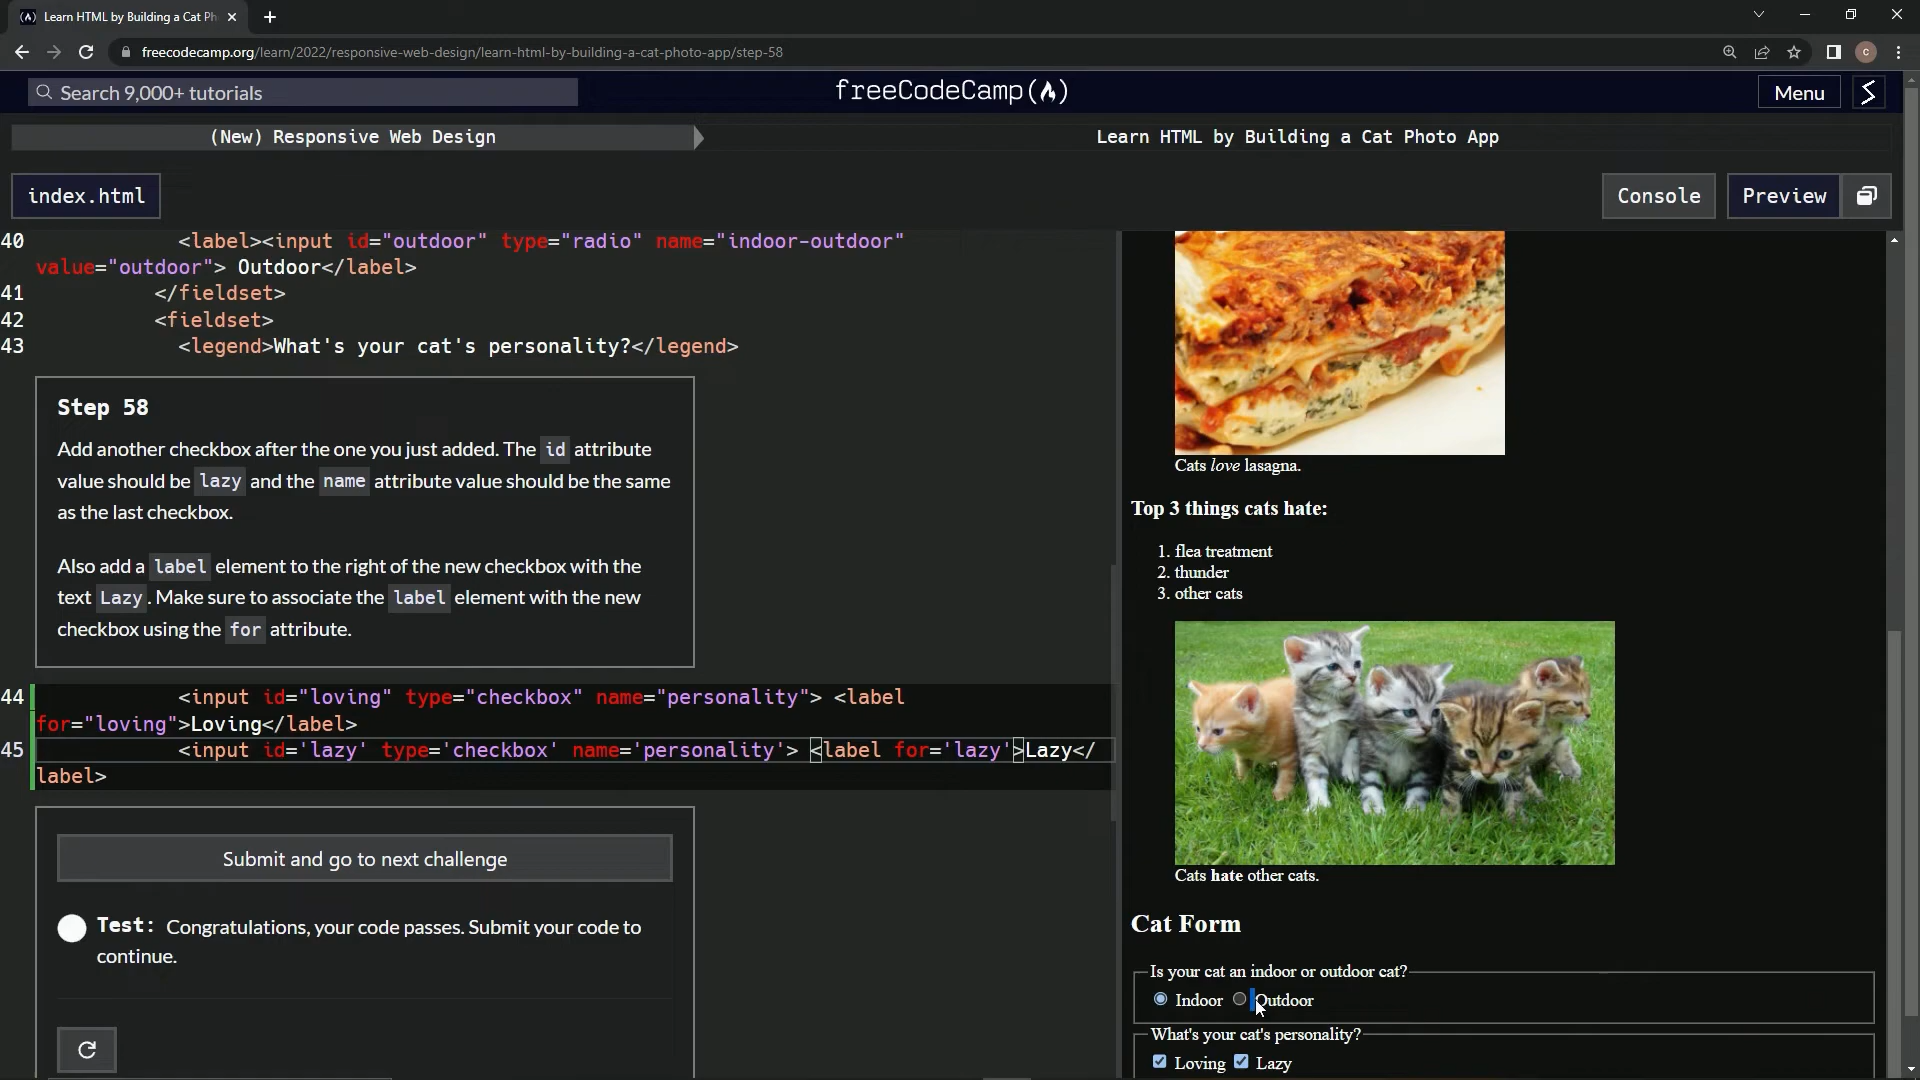 Learn HTML by Building a Cat Ph
freecodecamp.org/learn/2022/responsive-web-design/learn-html-by-building-a-cat-photo-app/step-58
C
Search 9,000+ tutorials
freeCodeCamp
Menu
(New) Responsive Web Design
Learn HTML by Building a Cat Photo App
index.html
Console
Preview
40 <label><input id="outdoor" type="radio" name="indoor-outdoor"
value="outdoor"> Outdoor</label>
41 </fieldset>
42 <fieldset>
43 <legend>What's your cat's personality?</legend>
Step 58
Add another checkbox after the one you just added. The id attribute
value should be lazy and the name attribute value should be the same
as the last checkbox.
Also add a label element to the right of the new checkbox with the
text Lazy. Make sure to associate the label element with the new
checkbox using the for attribute.
44 <input id="loving" type="checkbox" name="personality"> <label
for="loving">Loving</label>
45 <input id='lazy' type='checkbox' name='personality'> <label for='lazy'>Lazy</
label>
Submit and go to next challenge
Test: Congratulations, your code passes. Submit your code to
continue.
Cats love lasagna.
Top 3 things cats hate:
1. flea treatment
2. thunder
3. other cats
Cats hate other cats.
Cat Form
Is your cat an indoor or outdoor cat?
Indoor Outdoor
What's your cat's personality?
Loving Lazy